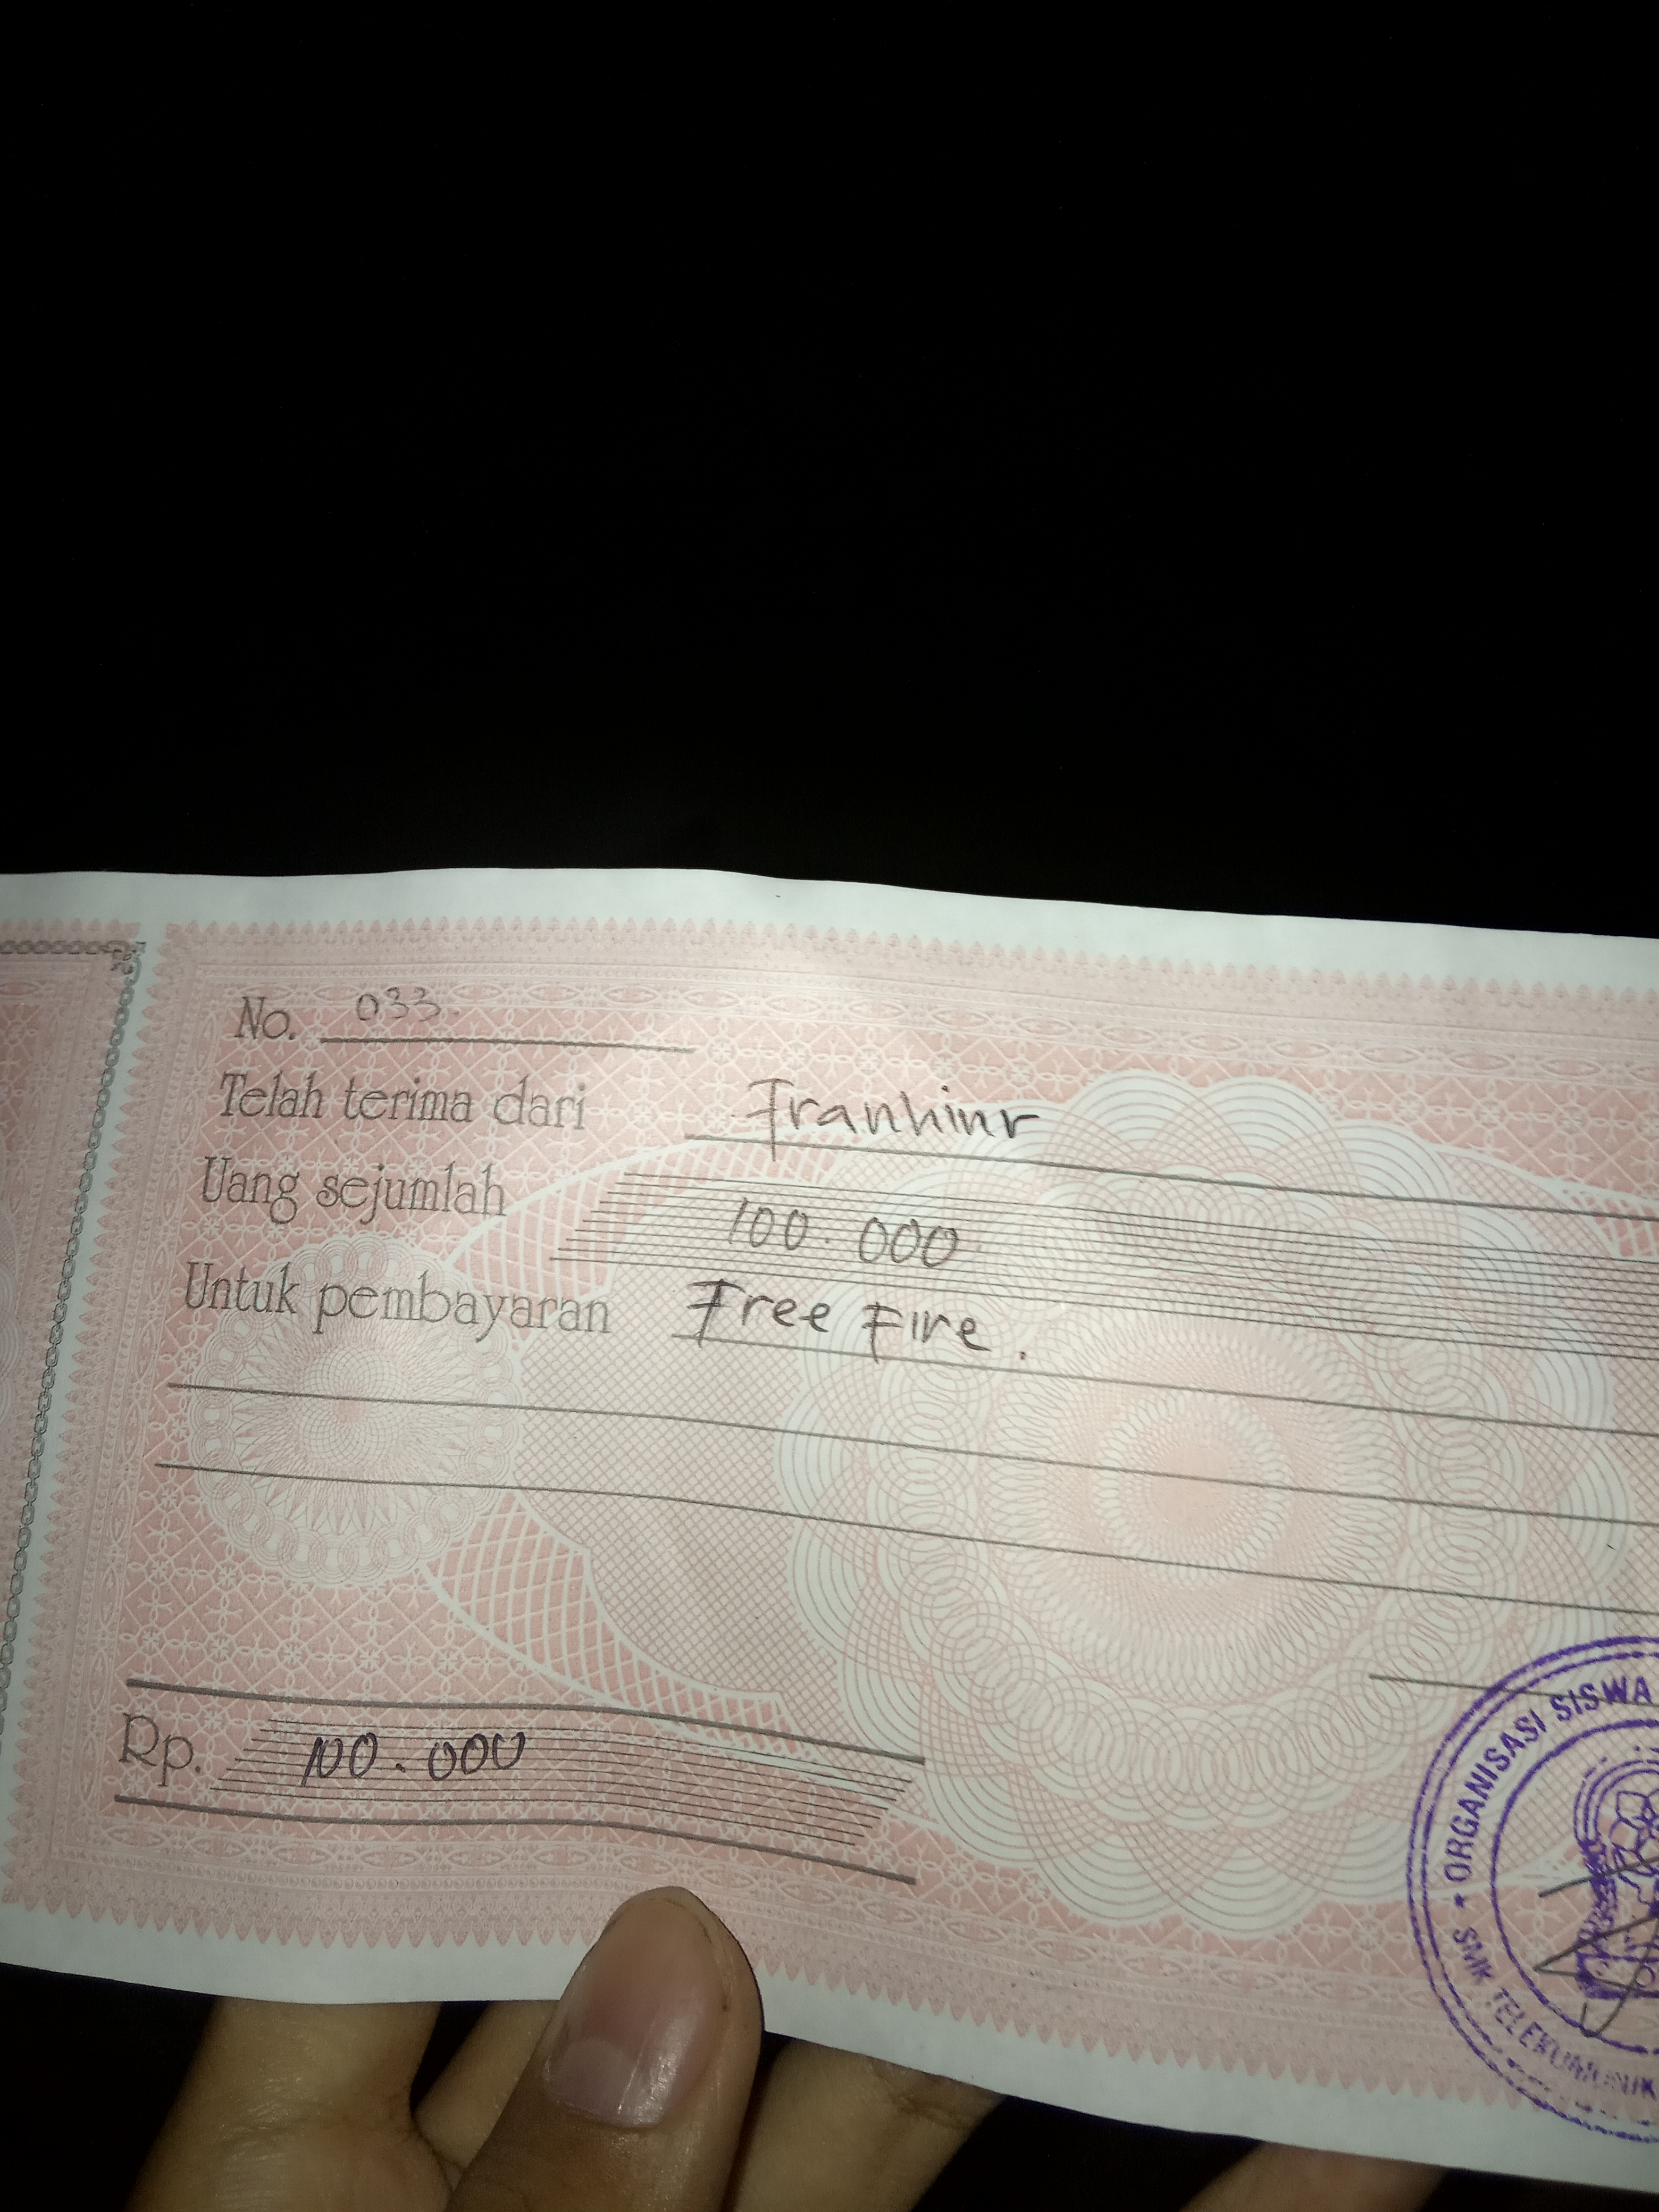 No. 033.
Telah terima dari Franhinr
Uang sejumlah 100.000
Untuk pembayaran Free Fire.
Rp. 100.000
ORGANISASI SISWA
SMK TELEKOMUNIK